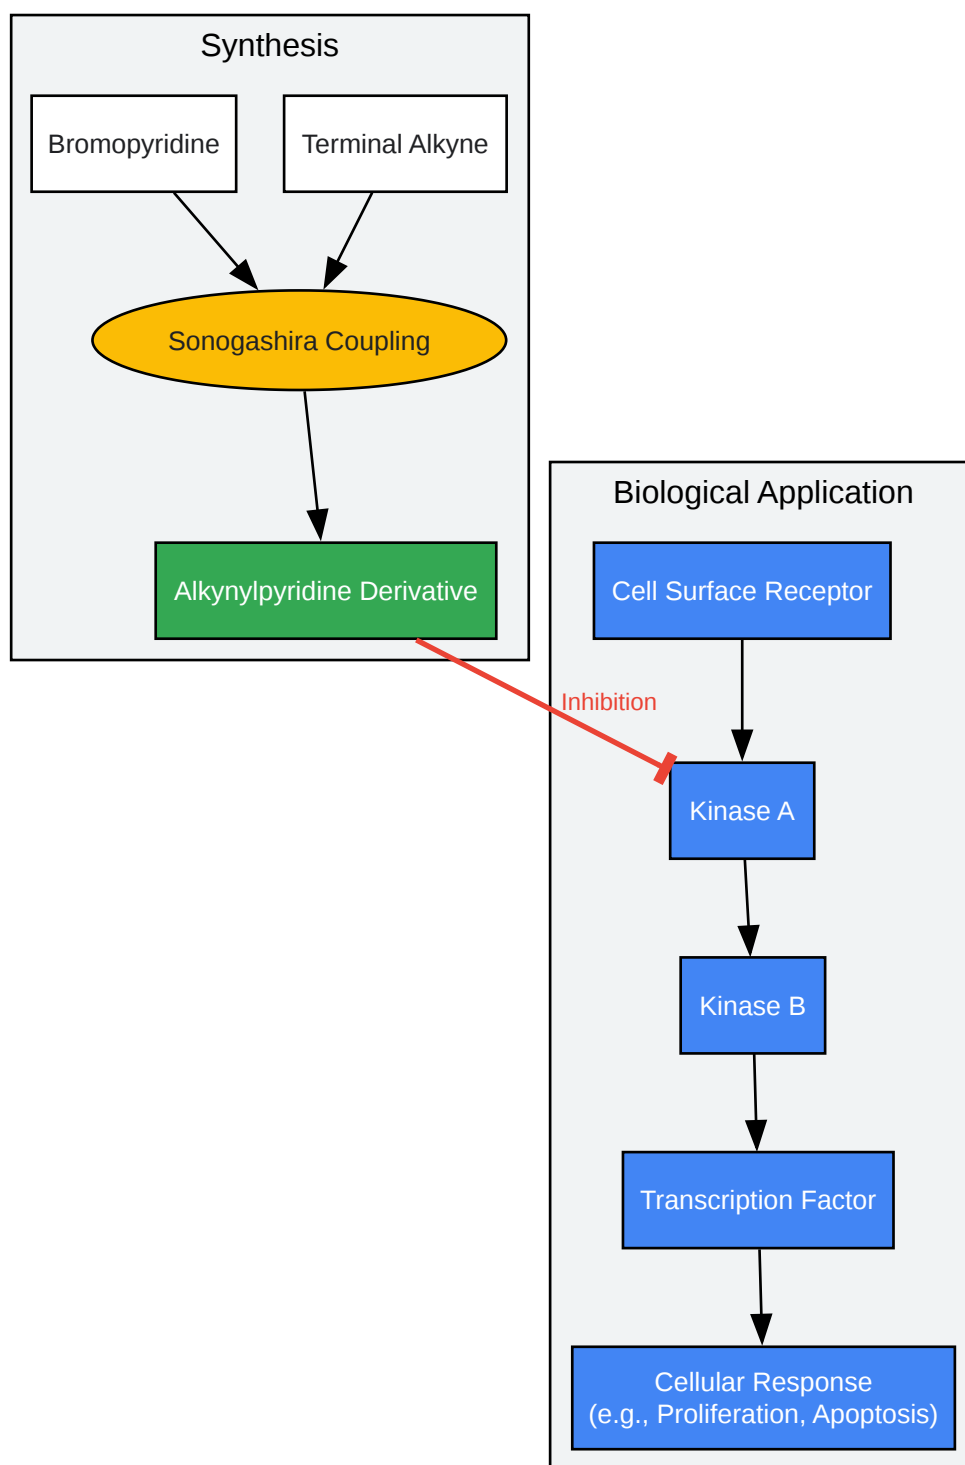 Synthesis
Bromopyridine
Terminal Alkyne
Sonogashira Coupling
Alkynylpyridine Derivative
Inhibition
Biological Application
Cell Surface Receptor
Kinase A
Kinase B
Transcription Factor
Cellular Response
(e.g., Proliferation, Apoptosis)